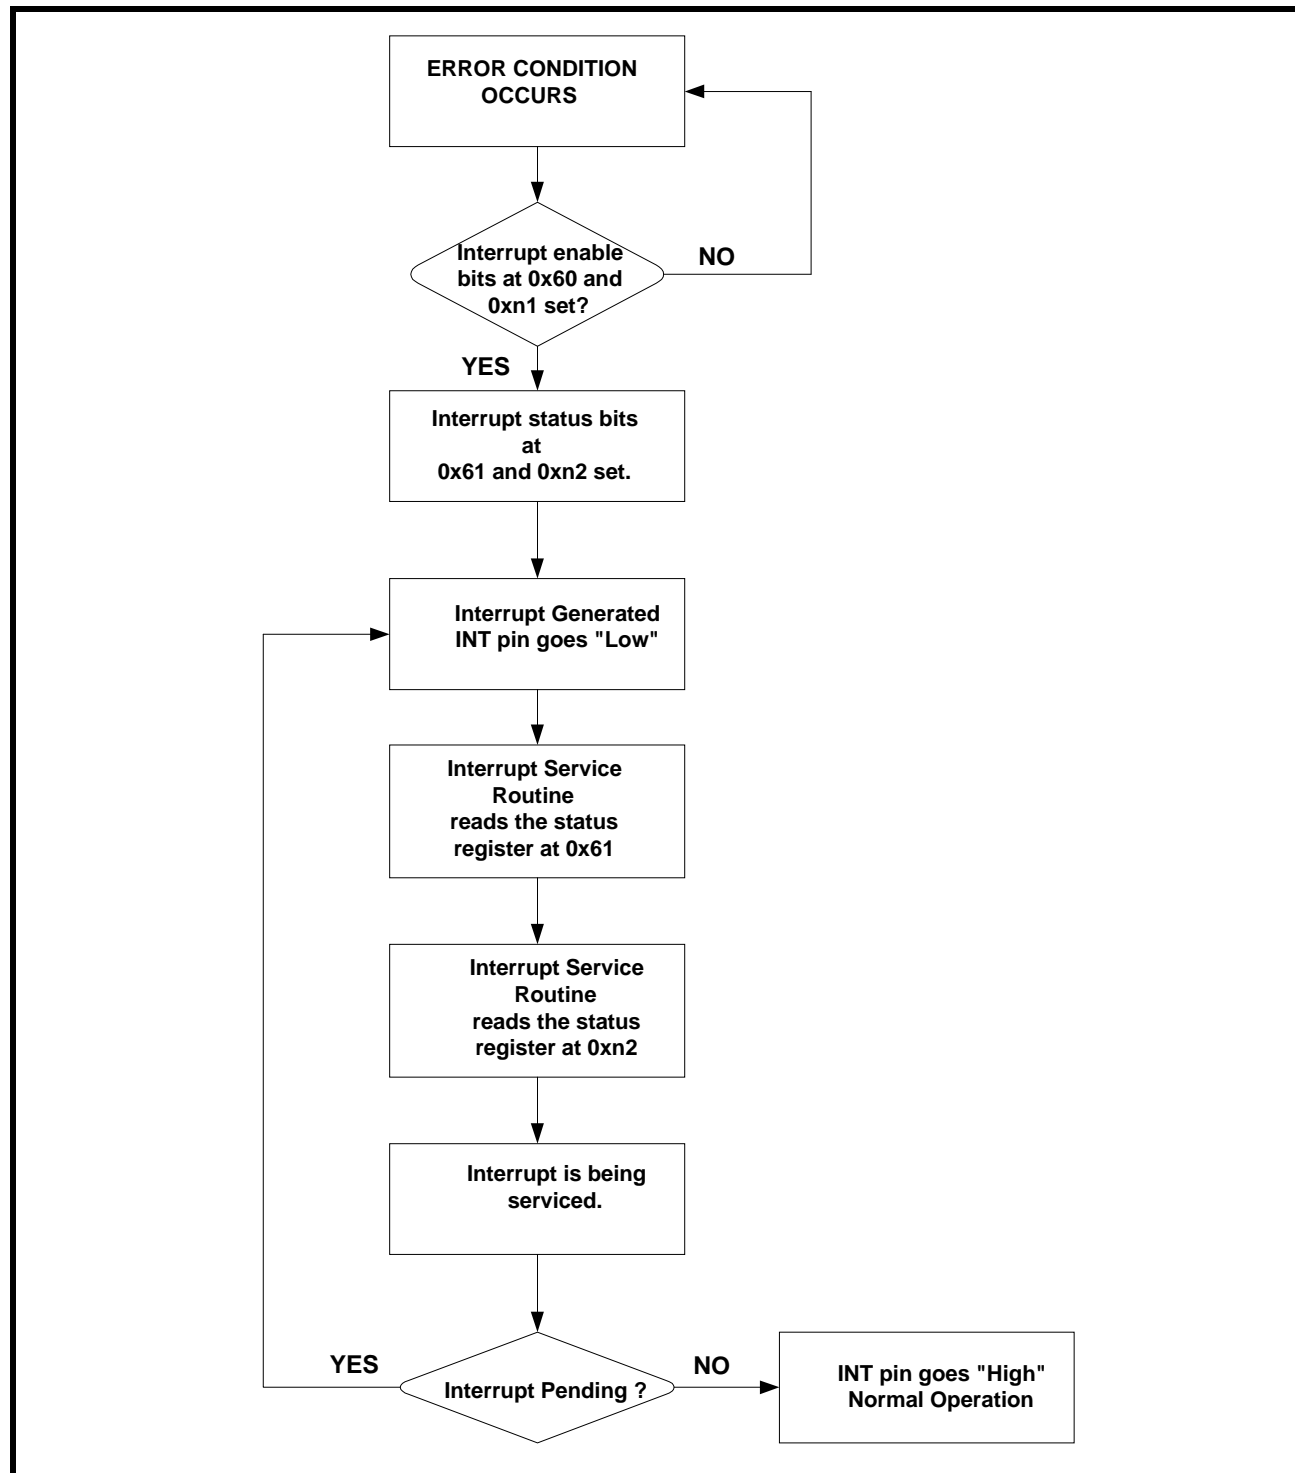 ERROR CONDITION
OCCURS
Interrupt enable
bits at 0x60 and
0xn1 set?
NO
YES
Interrupt status bits
at
0x61 and 0xn2 set.
Interrupt Generated
INT pin goes "Low"
Interrupt Service
Routine
reads the status
register at 0x61
Interrupt Service
Routine
reads the status
register at 0xn2
Interrupt is being
serviced.
YES
Interrupt Pending ?
NO
INT pin goes "High"
Normal Operation